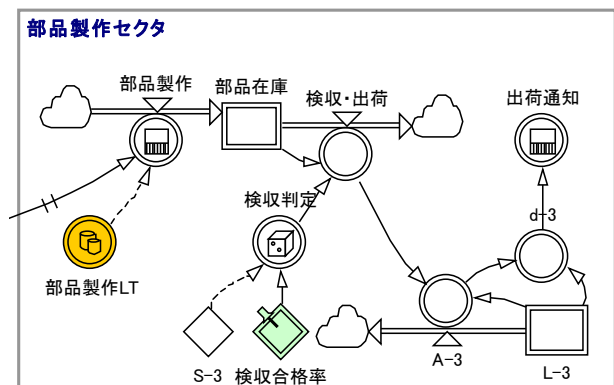 部品製作セクタ
部品製作
部品在庫
検収・出荷
出荷通知
検収判定
d-3
部品製作LT
S-3
検収合格率
A-3
L-3